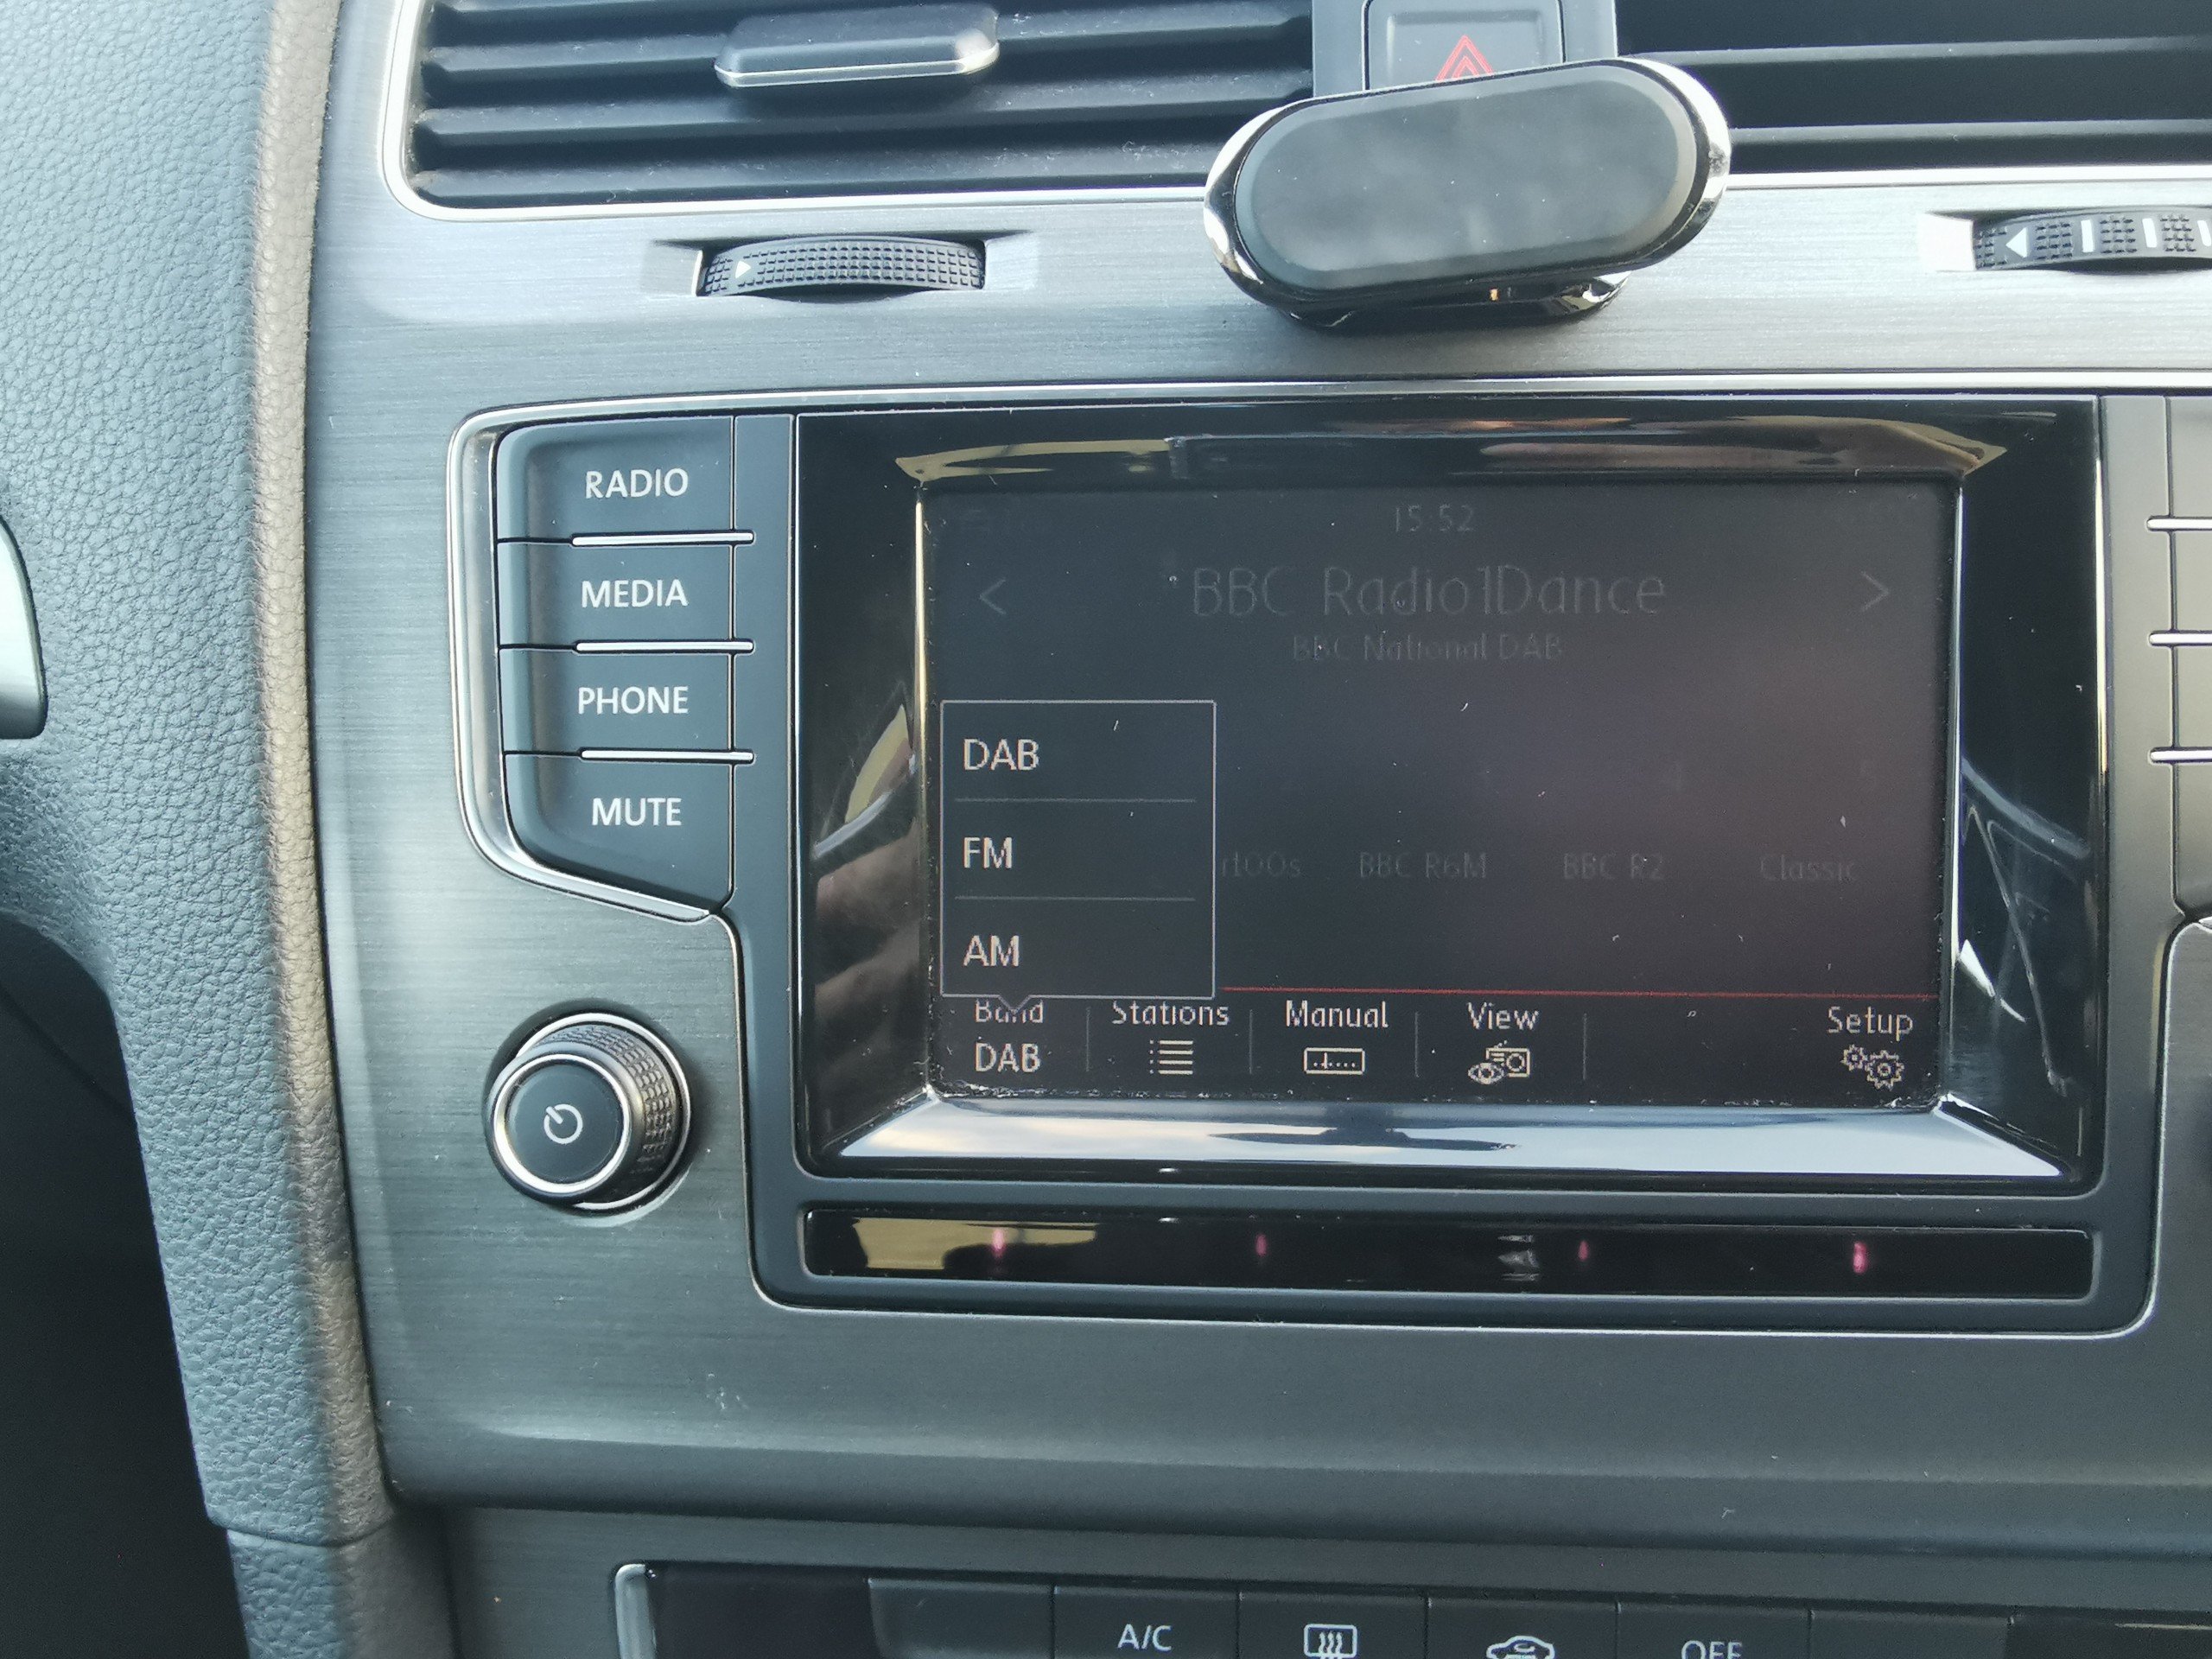 RADIO
MEDIA
PHONE
MUTE
15:52
< BBC Radio1Dance >
BBC National DAB
DAB
FM
AM
BBC R6M BBC R2 Classic
Band Stations Manual View Setup
DAB
A/C OFF